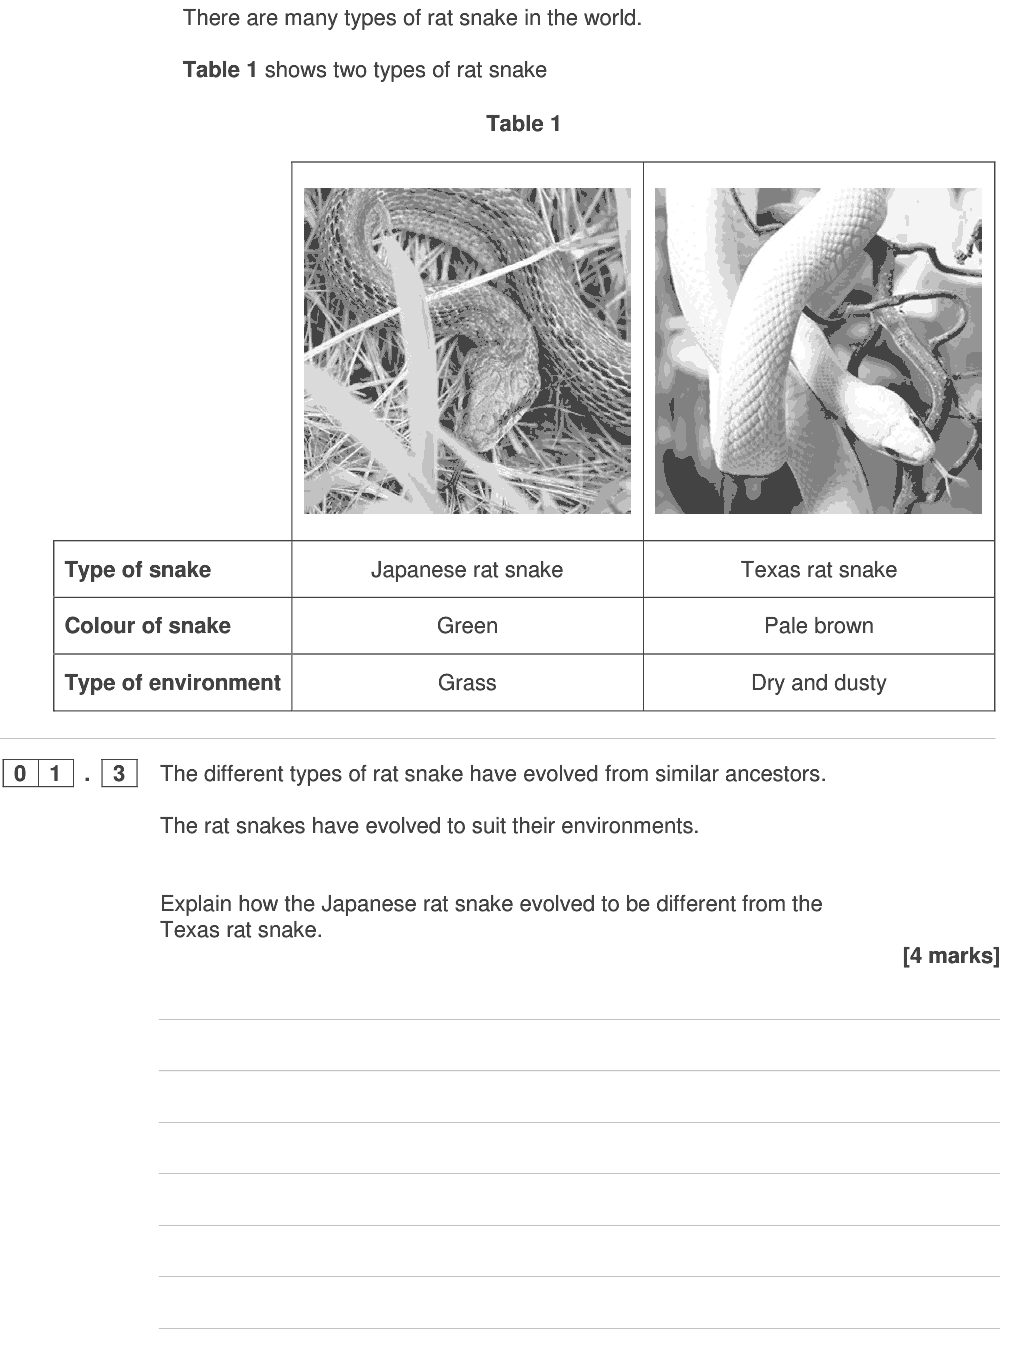 There are many types of rat snake in the world.
Table 1 shows two types of rat snake
Table 1
Type of snake Japanese rat snake Texas rat snake
Colour of snake Green Pale brown
Type of environment Grass Dry and dusty
0 1 . 3 The different types of rat snake have evolved from similar ancestors.
The rat snakes have evolved to suit their environments.
Explain how the Japanese rat snake evolved to be different from the
Texas rat snake.
[4 marks]